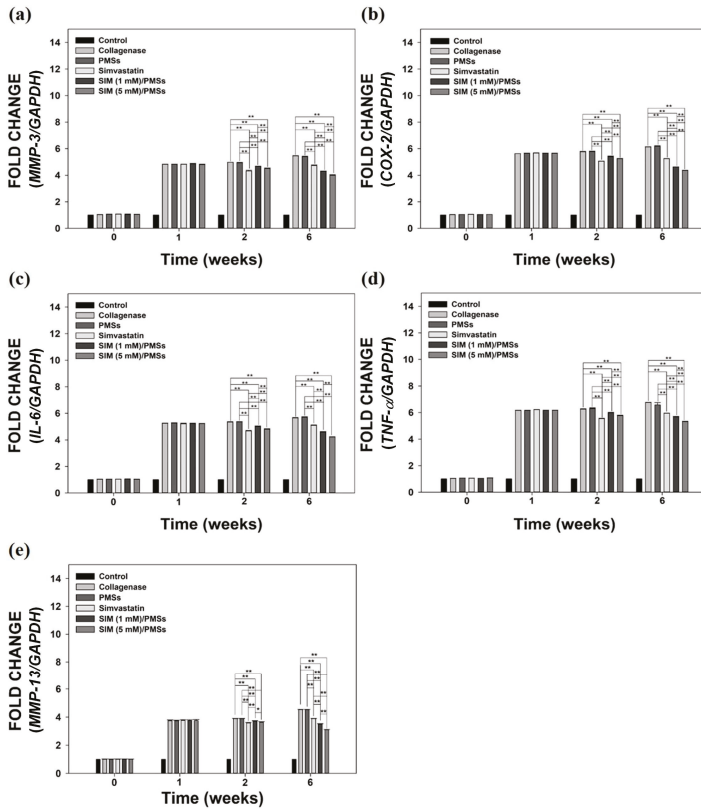 (a)
FOLD CHANGE
(MMP-3/GAPDH)
14
12
10
8
6
4
2
0
Control
Collagenase
PMSs
Simvastatin
SIM (1 mM)/PMSs
SIM (5 mM)/PMSs
** ** ** ** ** ** ** **
** ** ** ** ** ** ** **
0 1 2 6
Time (weeks)
(b)
FOLD CHANGE
(COX-2/GAPDH)
14
12
10
8
6
4
2
0
Control
Collagenase
PMSs
Simvastatin
SIM (1 mM)/PMSs
SIM (5 mM)/PMSs
** ** ** ** ** ** ** **
** ** ** ** ** ** ** **
0 1 2 6
Time (weeks)
(c)
FOLD CHANGE
(IL-6/GAPDH)
14
12
10
8
6
4
2
0
Control
Collagenase
PMSs
Simvastatin
SIM (1 mM)/PMSs
SIM (5 mM)/PMSs
** ** ** ** ** ** ** **
** ** ** ** ** ** ** **
0 1 2 6
Time (weeks)
(d)
FOLD CHANGE
(TNF-α/GAPDH)
14
12
10
8
6
4
2
0
Control
Collagenase
PMSs
Simvastatin
SIM (1 mM)/PMSs
SIM (5 mM)/PMSs
** ** ** ** ** ** ** **
** ** ** ** ** ** ** **
0 1 2 6
Time (weeks)
(e)
FOLD CHANGE
(MMP-13/GAPDH)
14
12
10
8
6
4
2
0
Control
Collagenase
PMSs
Simvastatin
SIM (1 mM)/PMSs
SIM (5 mM)/PMSs
** ** ** ** ** ** ** *
** ** ** ** ** ** ** **
0 1 2 6
Time (weeks)